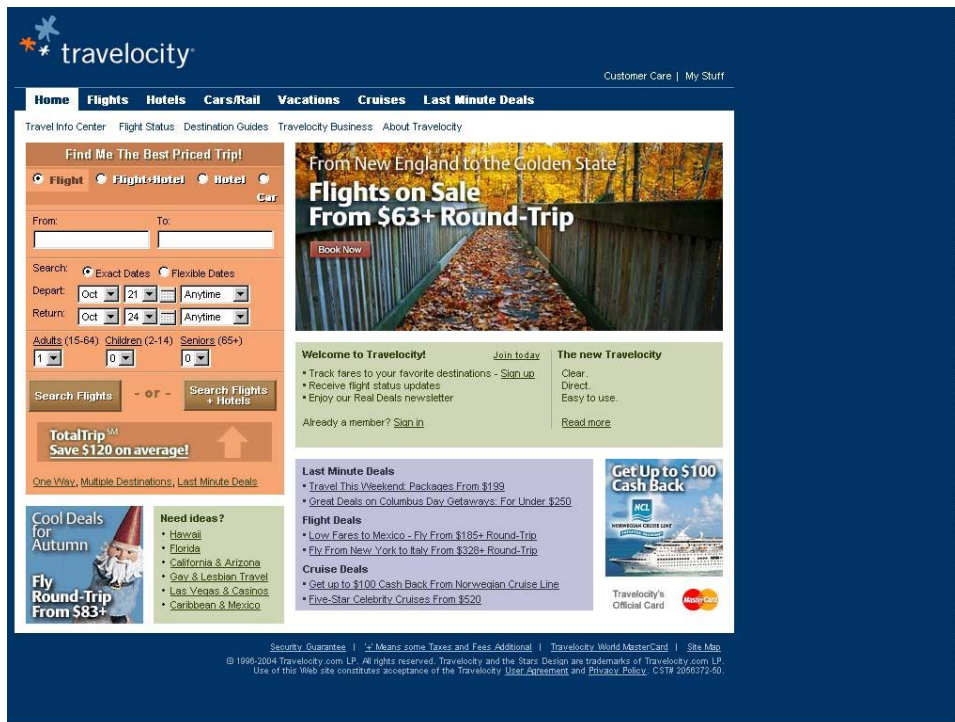 travelocity
Customer Care | My Stuff
Home Flights Hotels Cars/Rail Vacations Cruises Last Minute Deals
Travel Info Center Flight Status Destination Guides Travelocity Business About Travelocity
Find Me The Best Priced Trip!
Flight Flight+Hotel Hotel
Car
From: To:
Search: Exact Dates Flexible Dates
Depart: Oct 21 Anytime
Return: Oct 24 Anytime
Adults (15-64) Children (2-14) Seniors (65+)
1 0 0
Search Flights - or - Search Flights
+ Hotels
TotalTrip SM
Save $120 on average!
One Way, Multiple Destinations, Last Minute Deals
From New England to the Golden State
Flights on Sale
From $63+ Round-Trip
Book Now
Welcome to Travelocity! Join today
• Track fares to your favorite destinations - Sign up
• Receive flight status updates
• Enjoy our Real Deals newsletter
Already a member? Sign in
The new Travelocity
Clear.
Direct.
Easy to use.
Read more
Cool Deals
for
Autumn
Fly
Round-Trip
From $83+
Need ideas?
• Hawaii
• Florida
• California & Arizona
• Gay & Lesbian Travel
• Las Vegas & Casinos
• Caribbean & Mexico
Last Minute Deals
• Travel This Weekend: Packages From $199
• Great Deals on Columbus Day Getaways: For Under $250
Flight Deals
• Low Fares to Mexico - Fly From $185+ Round-Trip
• Fly From New York to Italy From $328+ Round-Trip
Cruise Deals
• Get up to $100 Cash Back From Norwegian Cruise Line
• Five-Star Celebrity Cruises From $520
Get Up to $100
Cash Back
NCL
NORWEGIAN CRUISE LINE
Travelocity's
Official Card
MasterCard
Security Guarantee | '+' Means some Taxes and Fees Additional | Travelocity World MasterCard | Site Map
© 1996-2004 Travelocity.com LP. All rights reserved. Travelocity and the Stars Design are trademarks of Travelocity.com LP.
Use of this Web site constitutes acceptance of the Travelocity User Agreement and Privacy Policy. CST# 2056372-50.